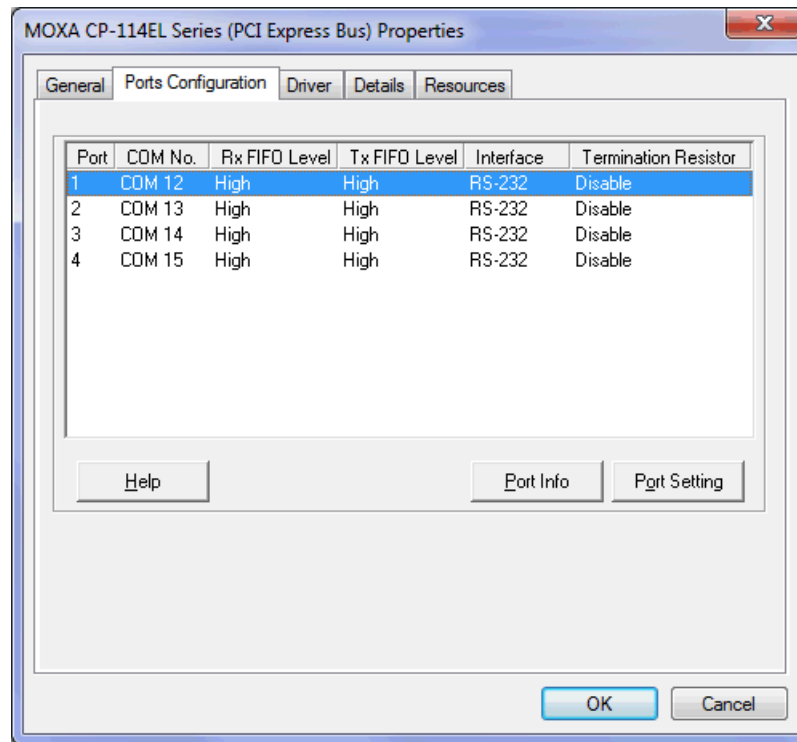 MOXA CP-114EL Series (PCI Express Bus) Properties
General Ports Configuration Driver Details Resources
Port COM No. Rx FIFO Level Tx FIFO Level Interface Termination Resistor
1 COM 12 High High RS-232 Disable
2 COM 13 High High RS-232 Disable
3 COM 14 High High RS-232 Disable
4 COM 15 High High RS-232 Disable
Help Port Info Port Setting
OK Cancel